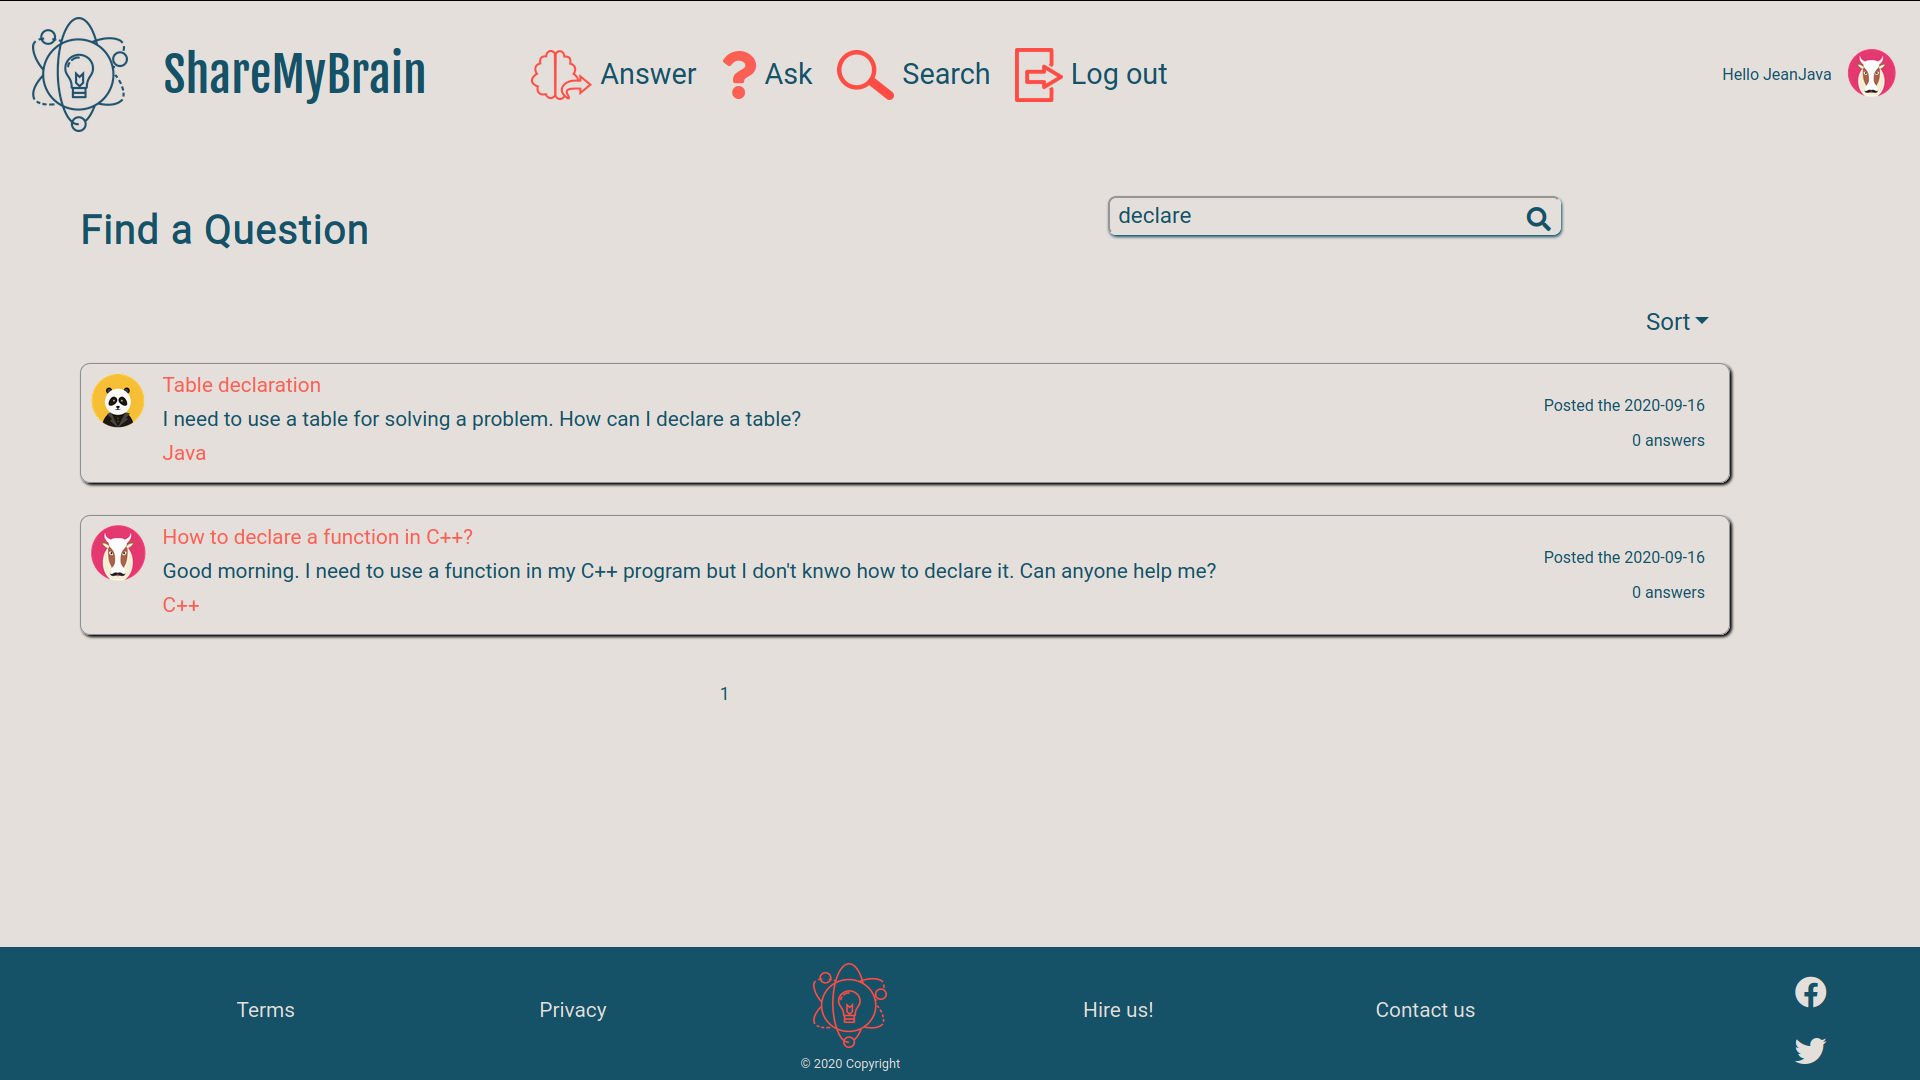 ShareMyBrain
Answer
Ask
Search
Log out
Hello JeanJava
Find a Question
declare
Sort
Table declaration
I need to use a table for solving a problem. How can I declare a table?
Java
Posted the 2020-09-16
0 answers
How to declare a function in C++?
Good morning. I need to use a function in my C++ program but I don't knwo how to declare it. Can anyone help me?
C++
Posted the 2020-09-16
0 answers
1
Terms
Privacy
© 2020 Copyright
Hire us!
Contact us